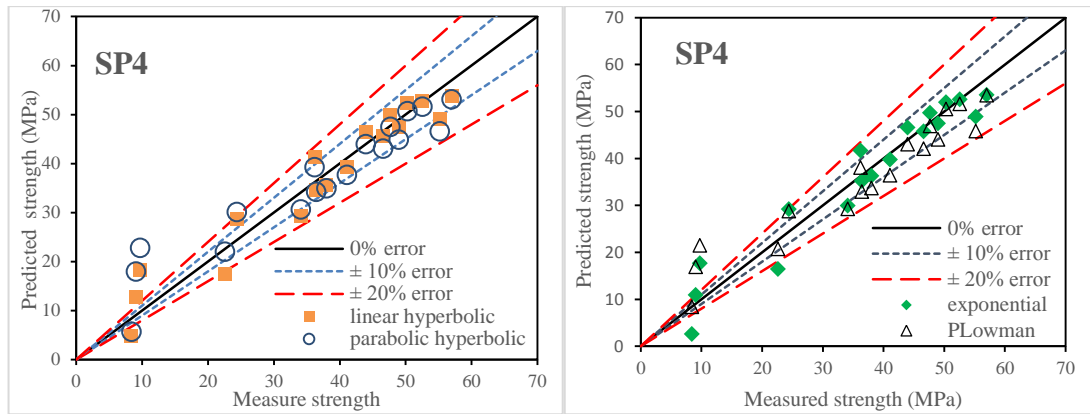 70
60
50
40
30
20
10
0
Predicted strength (MPa)
SP4
0% error
± 10% error
± 20% error
linear hyperbolic
parabolic hyperbolic
0 10 20 30 40 50 60 70
Measure strength
70
60
50
40
30
20
10
0
Predicted strength (MPa)
SP4
0% error
± 10% error
± 20% error
exponential
PLowman
0 10 20 30 40 50 60 70
Measured strength (MPa)